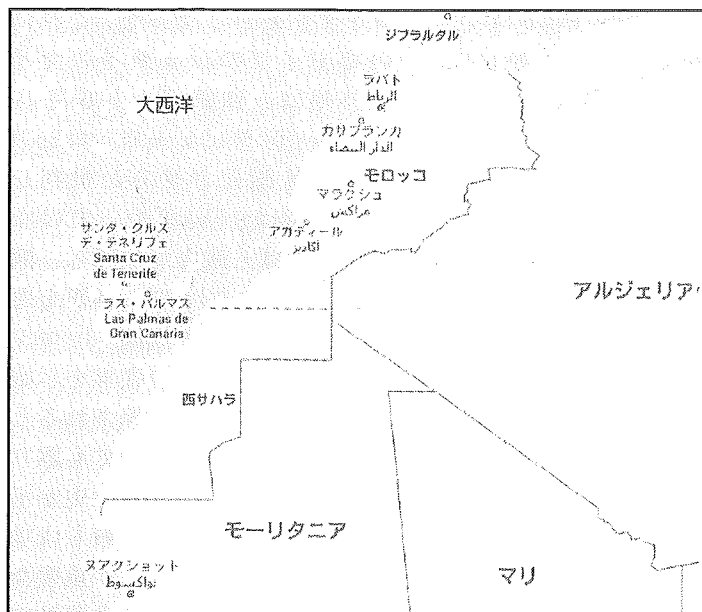 ジブラルタル
ラバト
الرباط
大西洋
カサブランカ
الدار البيضاء
モロッコ
マラケシュ
مراكش
サンタ・クルス
デ・テネリフェ
Santa Cruz
de Tenerife
アガディール
أكادير
アルジェリア
ラス・パルマス
Las Palmas de
Gran Canaria
西サハラ
モーリタニア
ヌアクショット
نواكشوط
マリ